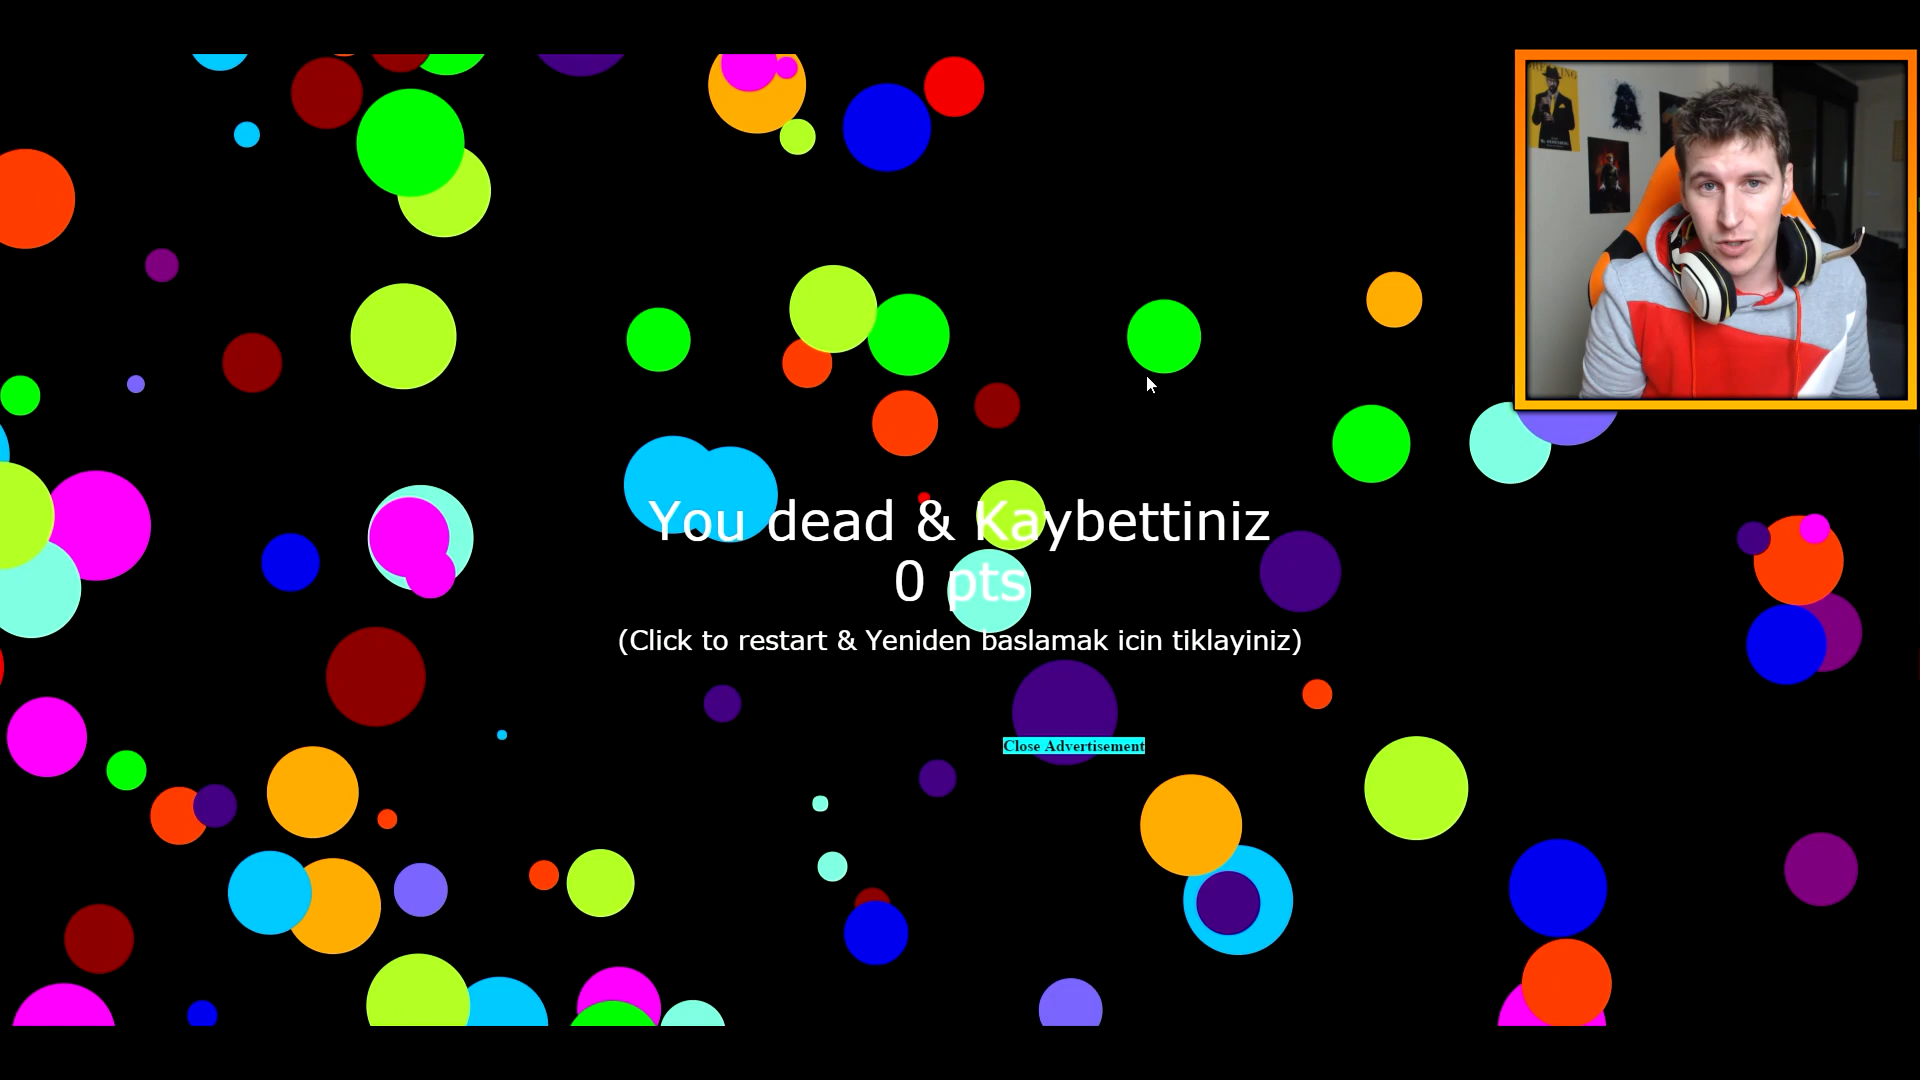 You dead & Kaybettiniz
0 pts
(Click to restart & Yeniden baslamak icin tiklayiniz)
Close Advertisement